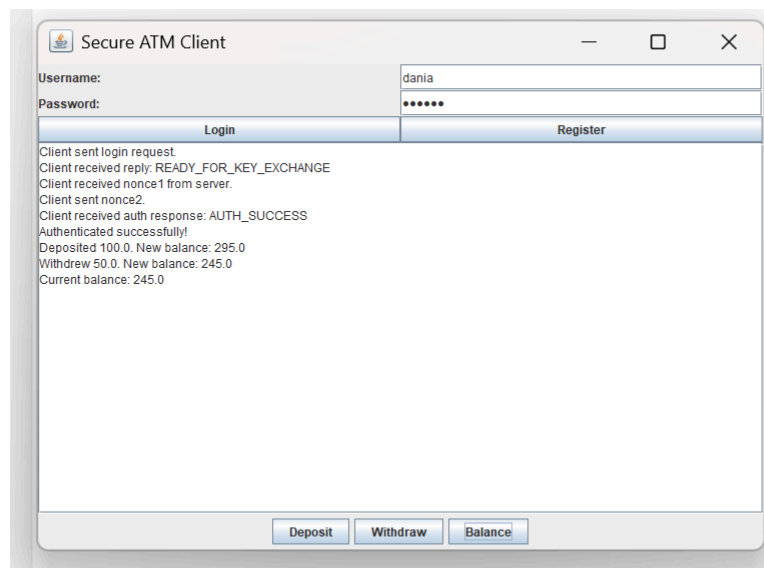 Secure ATM Client
Username:
dania
Password:
••••••
Login
Register
Client sent login request.
Client received reply: READY_FOR_KEY_EXCHANGE
Client received nonce1 from server.
Client sent nonce2.
Client received auth response: AUTH_SUCCESS
Authenticated successfully!
Deposited 100.0. New balance: 295.0
Withdrew 50.0. New balance: 245.0
Current balance: 245.0
Deposit
Withdraw
Balance